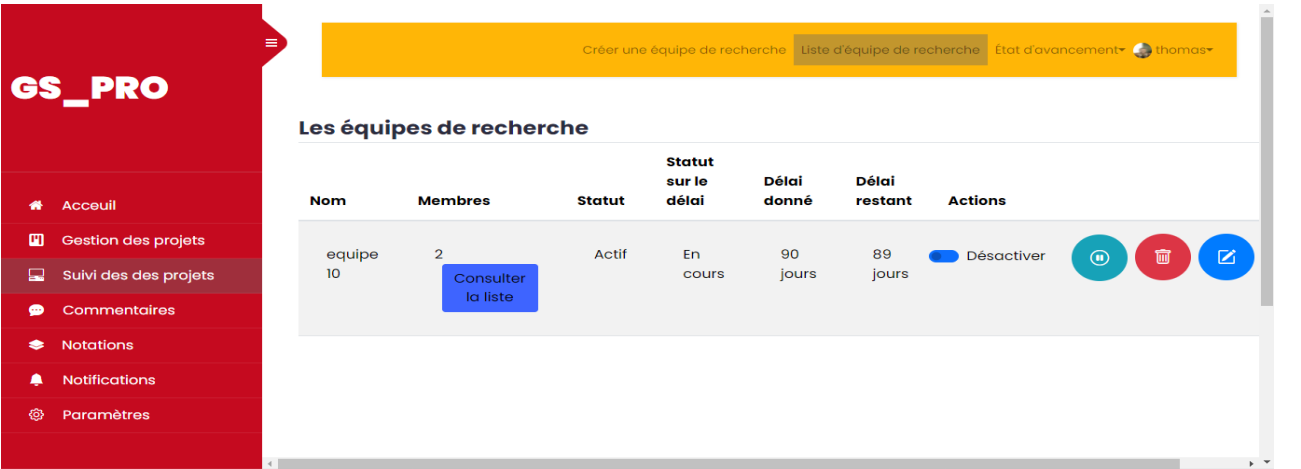 GS_PRO
Acceuil
Gestion des projets
Suivi des des projets
Commentaires
Notations
Notifications
Paramètres
Créer une équipe de recherche Liste d'équipe de recherche État d'avancement thomas
Les équipes de recherche
Nom Membres Statut Statut sur le délai Délai donné Délai restant Actions
equipe 10 2 Actif En cours 90 jours 89 jours Désactiver
Consulter la liste